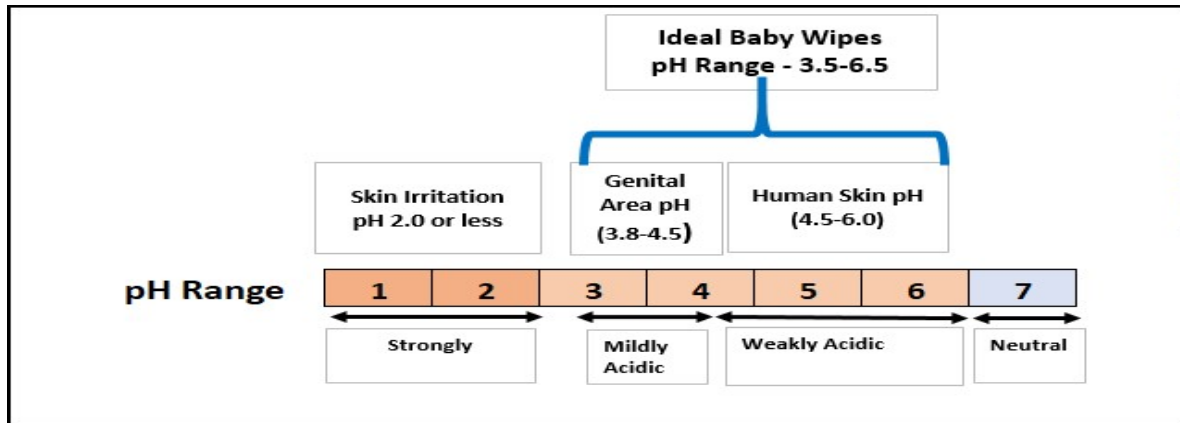 Ideal Baby Wipes
pH Range - 3.5-6.5
Skin Irritation
pH 2.0 or less
Genital
Area pH
(3.8-4.5)
Human Skin pH
(4.5-6.0)
pH Range
1 2 3 4 5 6 7
Strongly
Mildly
Acidic
Weakly Acidic
Neutral